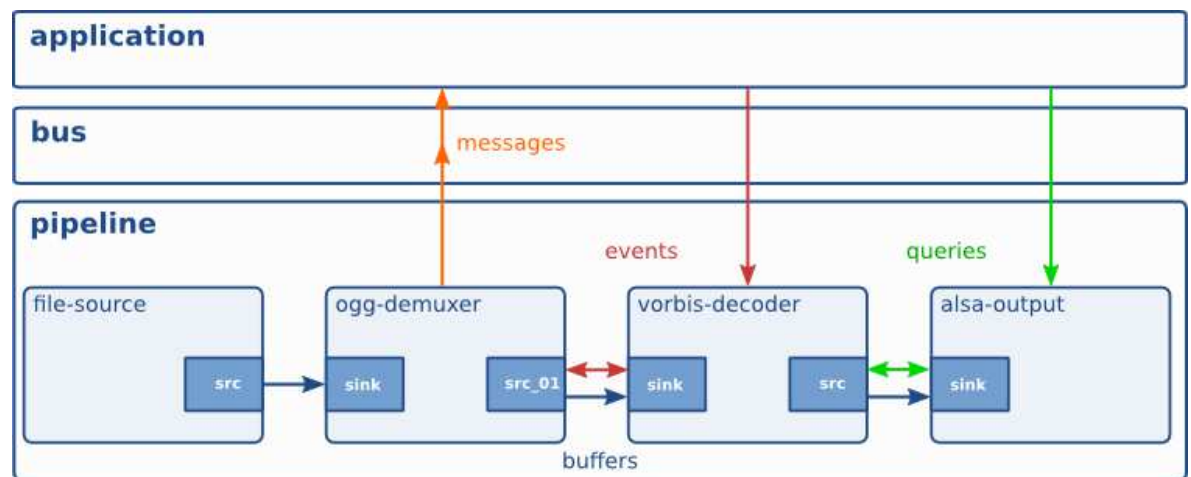 application
bus
messages
pipeline
events
queries
file-source
ogg-demuxer
vorbis-decoder
alsa-output
src
sink
src_01
sink
src
sink
buffers